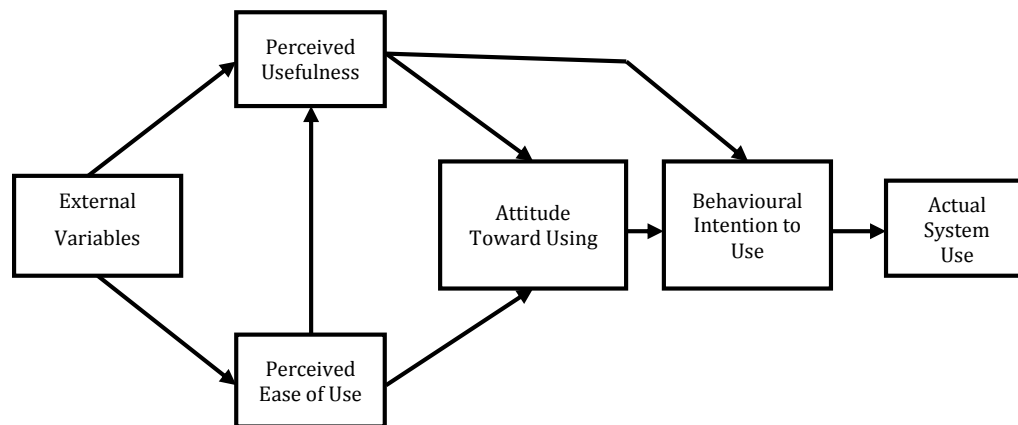 Perceived
Usefulness
External
Variables
Attitude
Toward Using
Behavioural
Intention to
Use
Actual
System
Use
Perceived
Ease of Use